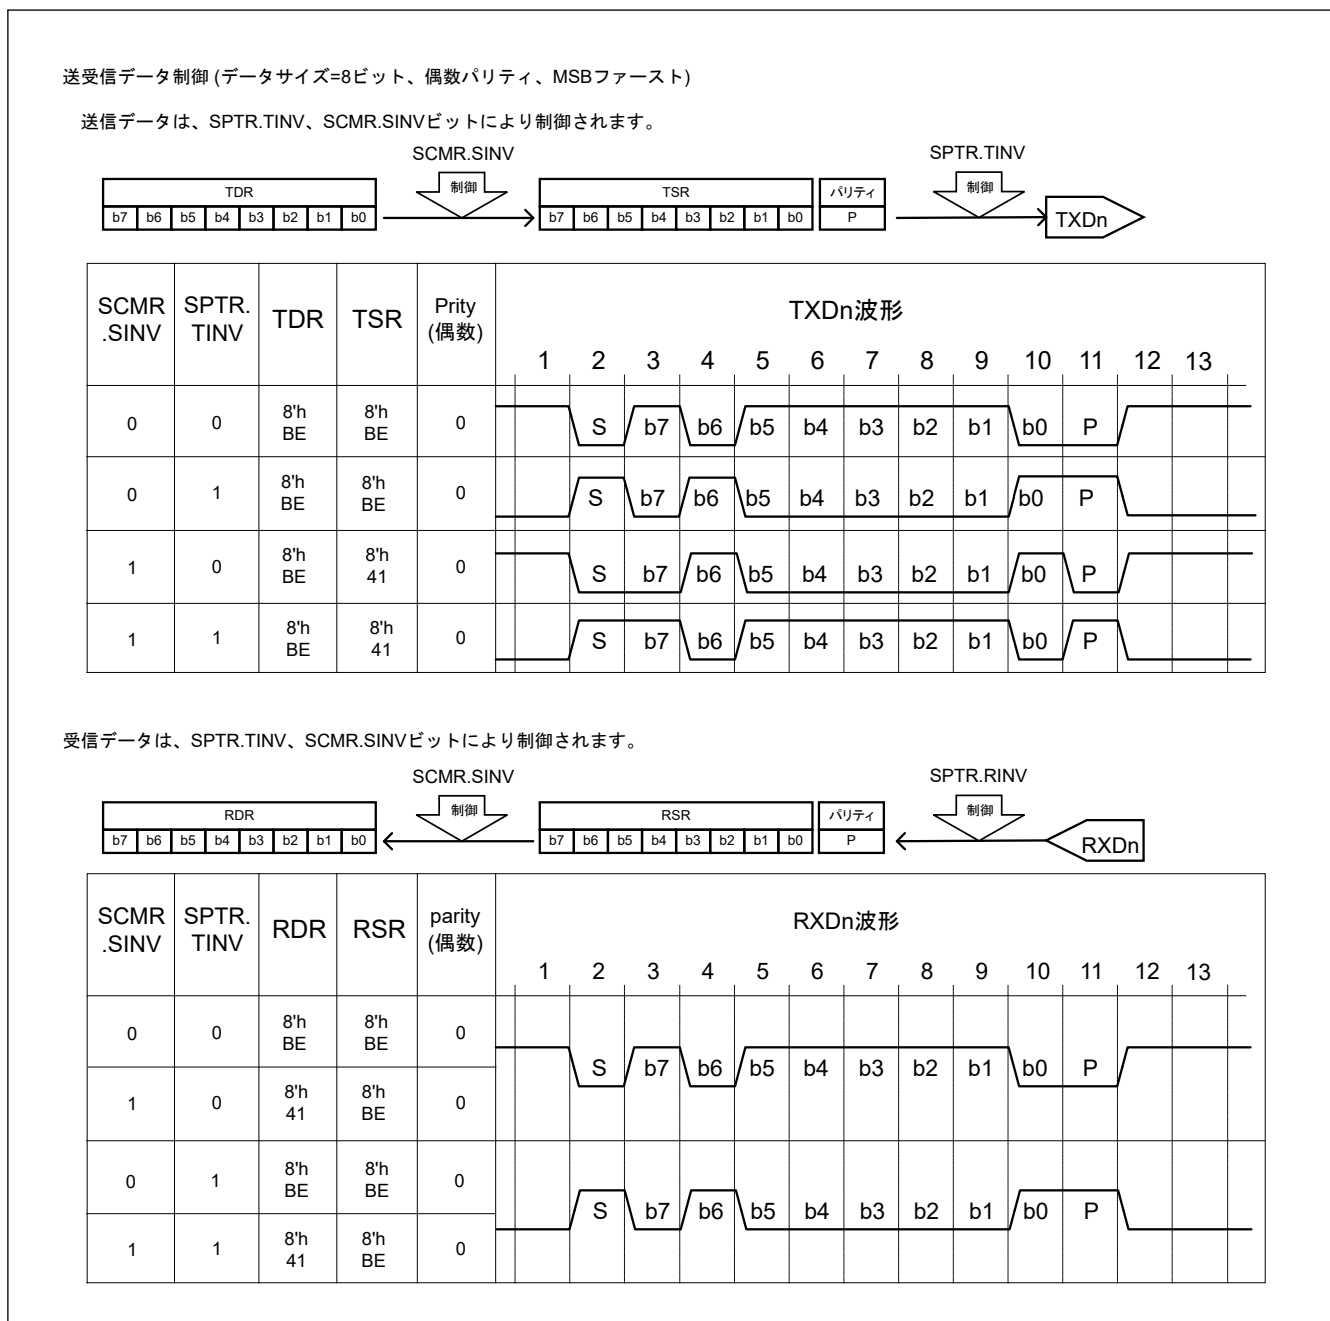 送受信データ制御 (データサイズ=8ビット、偶数パリティ、MSBファースト)
送信データは、SPTR.TINV、SCMR.SINVビットにより制御されます。
SCMR.SINV SPTR.TINV
制御 制御
TDR TSR パリティ
b7 b6 b5 b4 b3 b2 b1 b0 b7 b6 b5 b4 b3 b2 b1 b0 P TXDn
SCMR .SINV SPTR. TINV TDR TSR Prity (偶数) TXDn波形
1 2 3 4 5 6 7 8 9 10 11 12 13
0 0 8'h BE 8'h BE 0 S b7 b6 b5 b4 b3 b2 b1 b0 P
0 1 8'h BE 8'h BE 0 S b7 b6 b5 b4 b3 b2 b1 b0 P
1 0 8'h BE 8'h 41 0 S b7 b6 b5 b4 b3 b2 b1 b0 P
1 1 8'h BE 8'h 41 0 S b7 b6 b5 b4 b3 b2 b1 b0 P
受信データは、SPTR.TINV、SCMR.SINVビットにより制御されます。
SCMR.SINV SPTR.RINV
制御 制御
RDR RSR パリティ
b7 b6 b5 b4 b3 b2 b1 b0 b7 b6 b5 b4 b3 b2 b1 b0 P RXDn
SCMR .SINV SPTR. TINV RDR RSR parity (偶数) RXDn波形
1 2 3 4 5 6 7 8 9 10 11 12 13
0 0 8'h BE 8'h BE 0
S b7 b6 b5 b4 b3 b2 b1 b0 P
1 0 8'h 41 8'h BE 0
0 1 8'h BE 8'h BE 0
S b7 b6 b5 b4 b3 b2 b1 b0 P
1 1 8'h 41 8'h BE 0